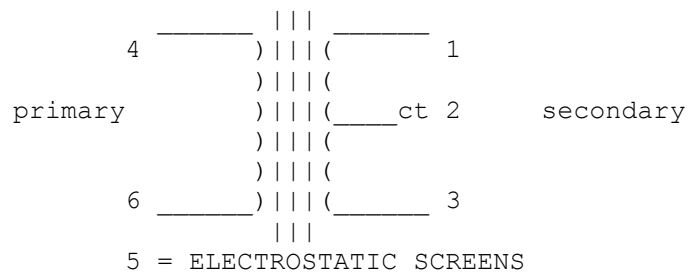 4 1
primary ct 2 secondary
6 3
5 = ELECTROSTATIC SCREENS